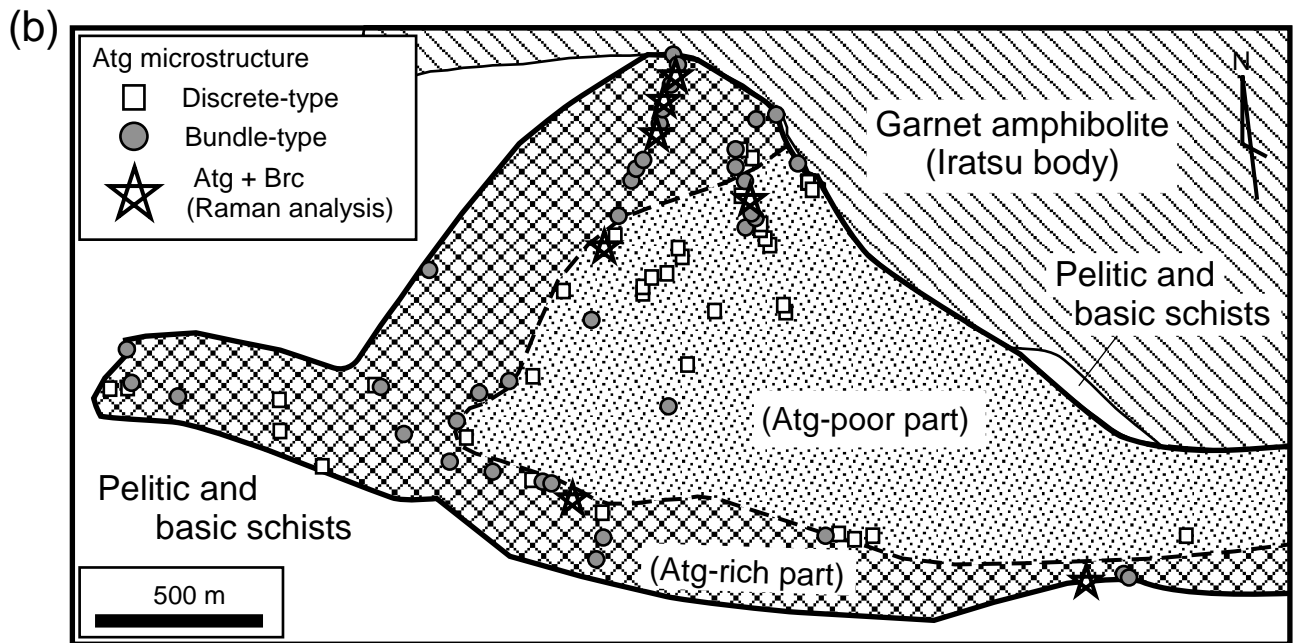 (b)
Atg microstructure
Discrete-type
Bundle-type
Atg + Brc
(Raman analysis)
N
Garnet amphibolite
(Iratsu body)
Pelitic and
basic schists
(Atg-poor part)
Pelitic and
basic schists
(Atg-rich part)
500 m